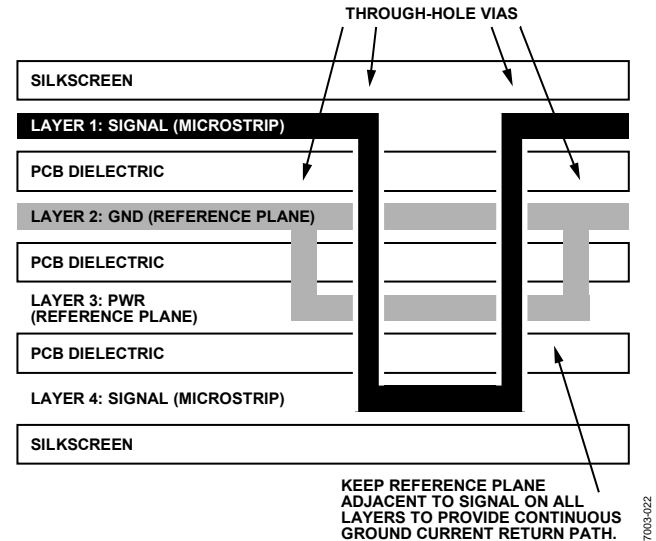 THROUGH-HOLE VIAS
SILKSCREEN
LAYER 1: SIGNAL (MICROSTRIP)
PCB DIELECTRIC
LAYER 2: GND (REFERENCE PLANE)
PCB DIELECTRIC
LAYER 3: PWR
(REFERENCE PLANE)
PCB DIELECTRIC
LAYER 4: SIGNAL (MICROSTRIP)
SILKSCREEN
KEEP REFERENCE PLANE
ADJACENT TO SIGNAL ON ALL
LAYERS TO PROVIDE CONTINUOUS
GROUND CURRENT RETURN PATH.
7003-022